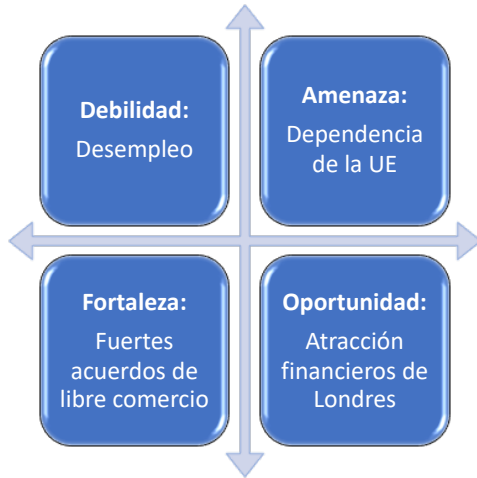 Debilidad:
Desempleo
Amenaza:
Dependencia
de la UE
Fortaleza:
Fuertes
acuerdos de
libre comercio
Oportunidad:
Atracción
financieros de
Londres